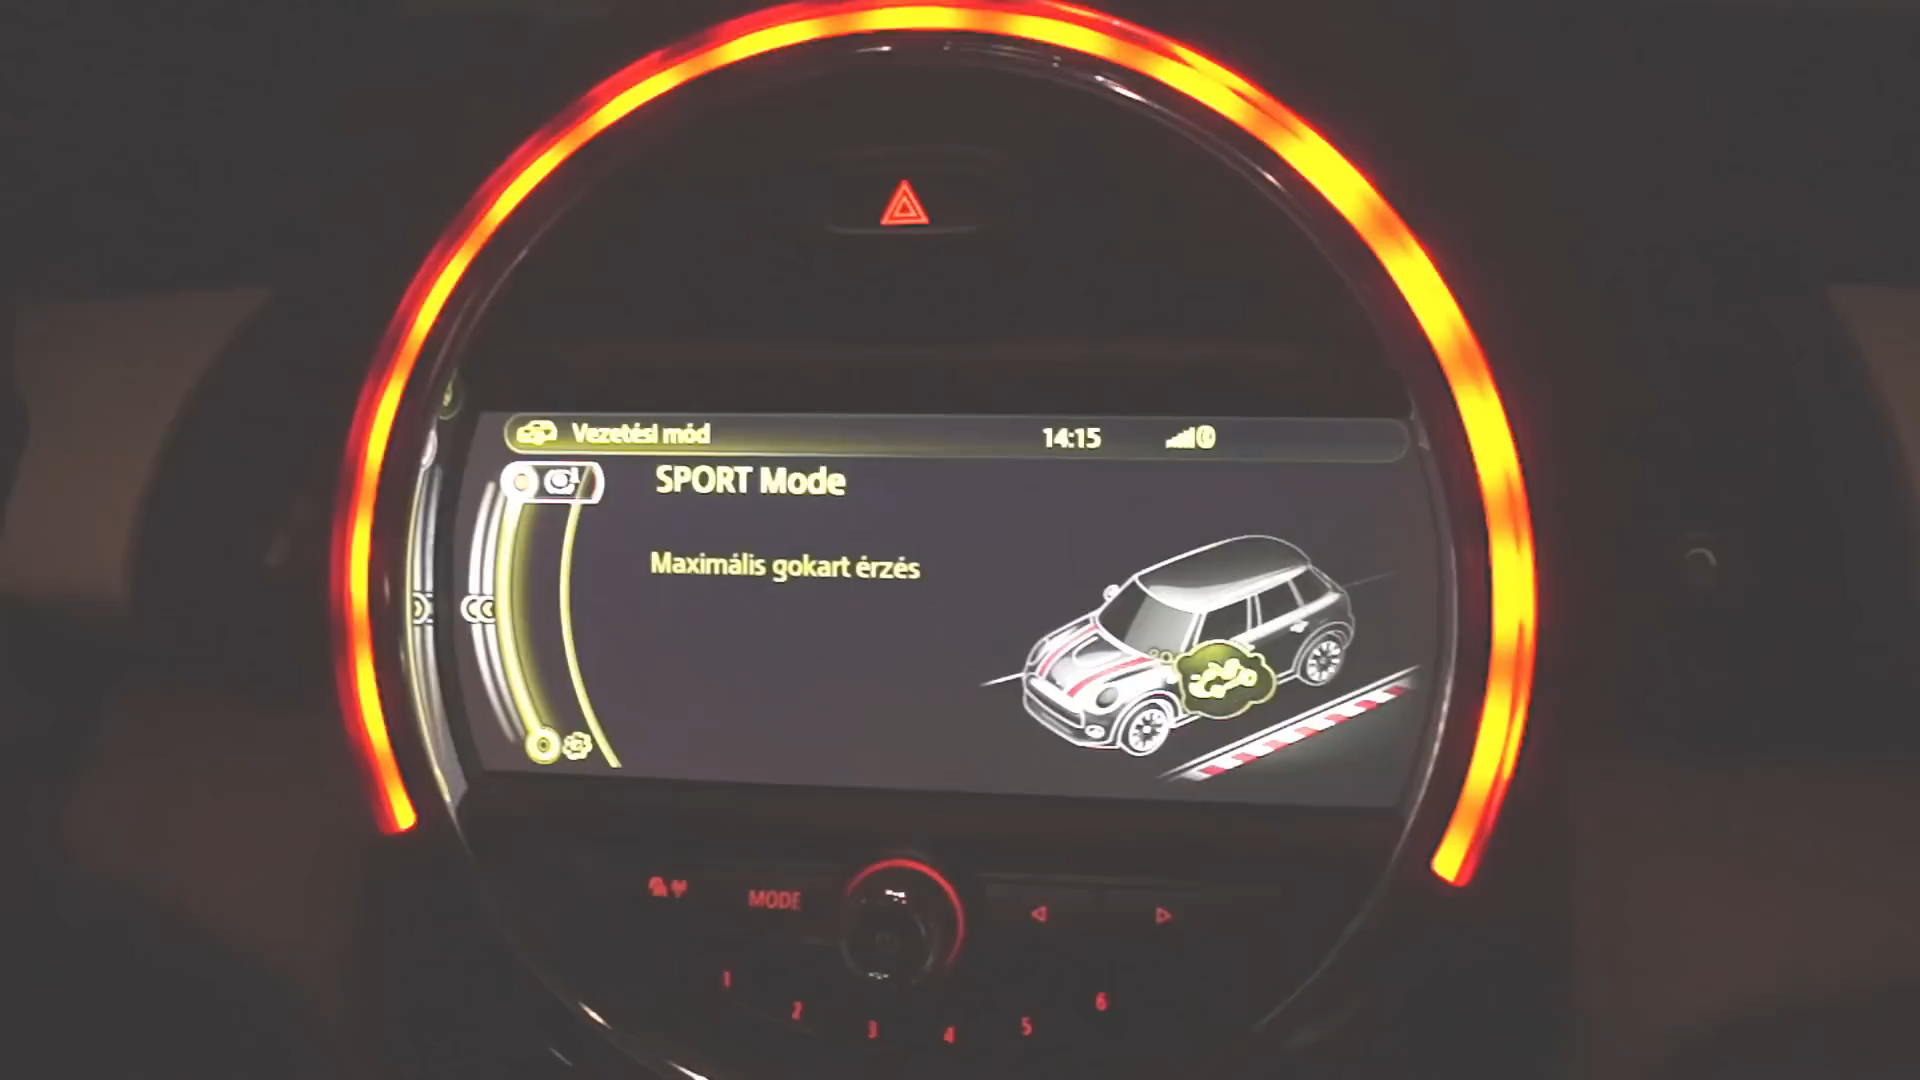 Vezetési mód 14:15
SPORT Mode
Maximális gokart érzés
MODE
1 2 3 4 5 6